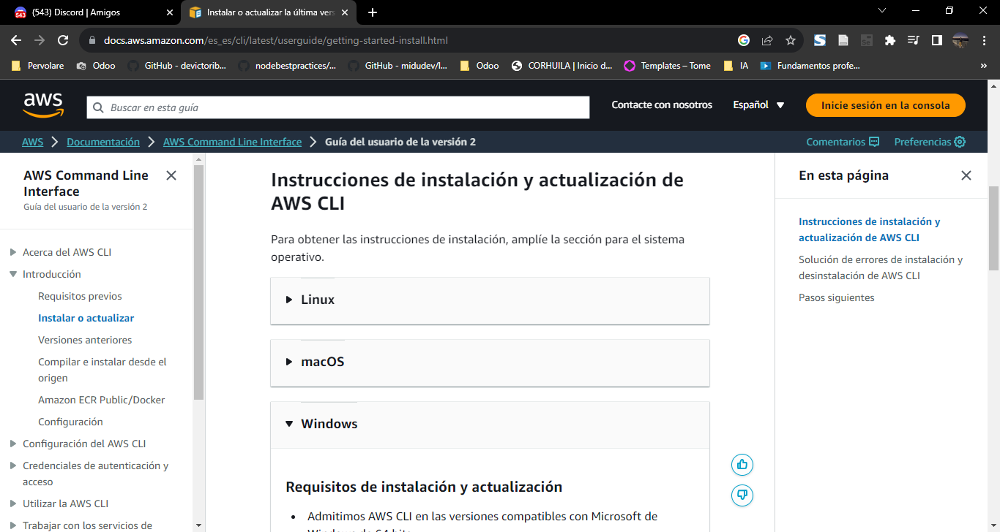 (543) Discord | Amigos
Instalar o actualizar la última vers
docs.aws.amazon.com/es_es/cli/latest/userguide/getting-started-install.html
Pervolare
Odoo
GitHub - devictorib...
nodebestpractices/...
GitHub - midudev/l...
Odoo
CORHUILA | Inicio d...
Templates – Tome
IA
Fundamentos profe...
»
aws
Buscar en esta guía
Contacte con nosotros
Español
Inicie sesión en la consola
AWS > Documentación > AWS Command Line Interface > Guía del usuario de la versión 2
Comentarios
Preferencias
AWS Command Line
Interface
Guía del usuario de la versión 2
Acerca del AWS CLI
Introducción
Requisitos previos
Instalar o actualizar
Versiones anteriores
Compilar e instalar desde el
origen
Amazon ECR Public/Docker
Configuración
Configuración del AWS CLI
Credenciales de autenticación y
acceso
Utilizar la AWS CLI
Trabajar con los servicios de
Instrucciones de instalación y actualización de
AWS CLI
Para obtener las instrucciones de instalación, amplíe la sección para el sistema
operativo.
Linux
macOS
Windows
Requisitos de instalación y actualización
• Admitimos AWS CLI en las versiones compatibles con Microsoft de
Windows de 64 bits.
En esta página
Instrucciones de instalación y
actualización de AWS CLI
Solución de errores de instalación y
desinstalación de AWS CLI
Pasos siguientes